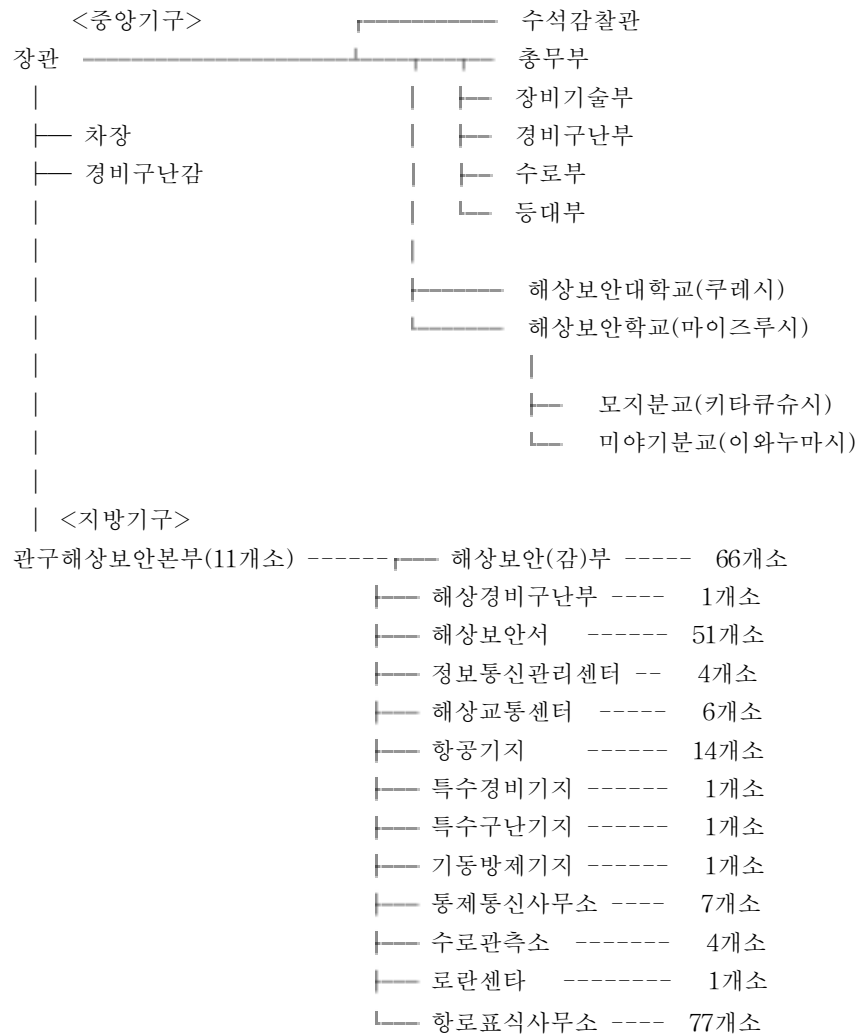 <중앙기구> 수석감찰관
장관 총무부
장비기술부
차장 경비구난부
경비구난감 수로부
등대부
해상보안대학교(쿠레시)
해상보안학교(마이즈루시)
모지분교(키타큐슈시)
미야기분교(이와누마시)
<지방기구>
관구해상보안본부(11개소) ------ 해상보안(감)부 ----- 66개소
해상경비구난부 ---- 1개소
해상보안서 ------ 51개소
정보통신관리센터 -- 4개소
해상교통센터 ----- 6개소
항공기지 ------ 14개소
특수경비기지 ------ 1개소
특수구난기지 ------ 1개소
기동방제기지 ------ 1개소
통제통신사무소 ---- 7개소
수로관측소 ------- 4개소
로란센타 -------- 1개소
항로표식사무소 ---- 77개소